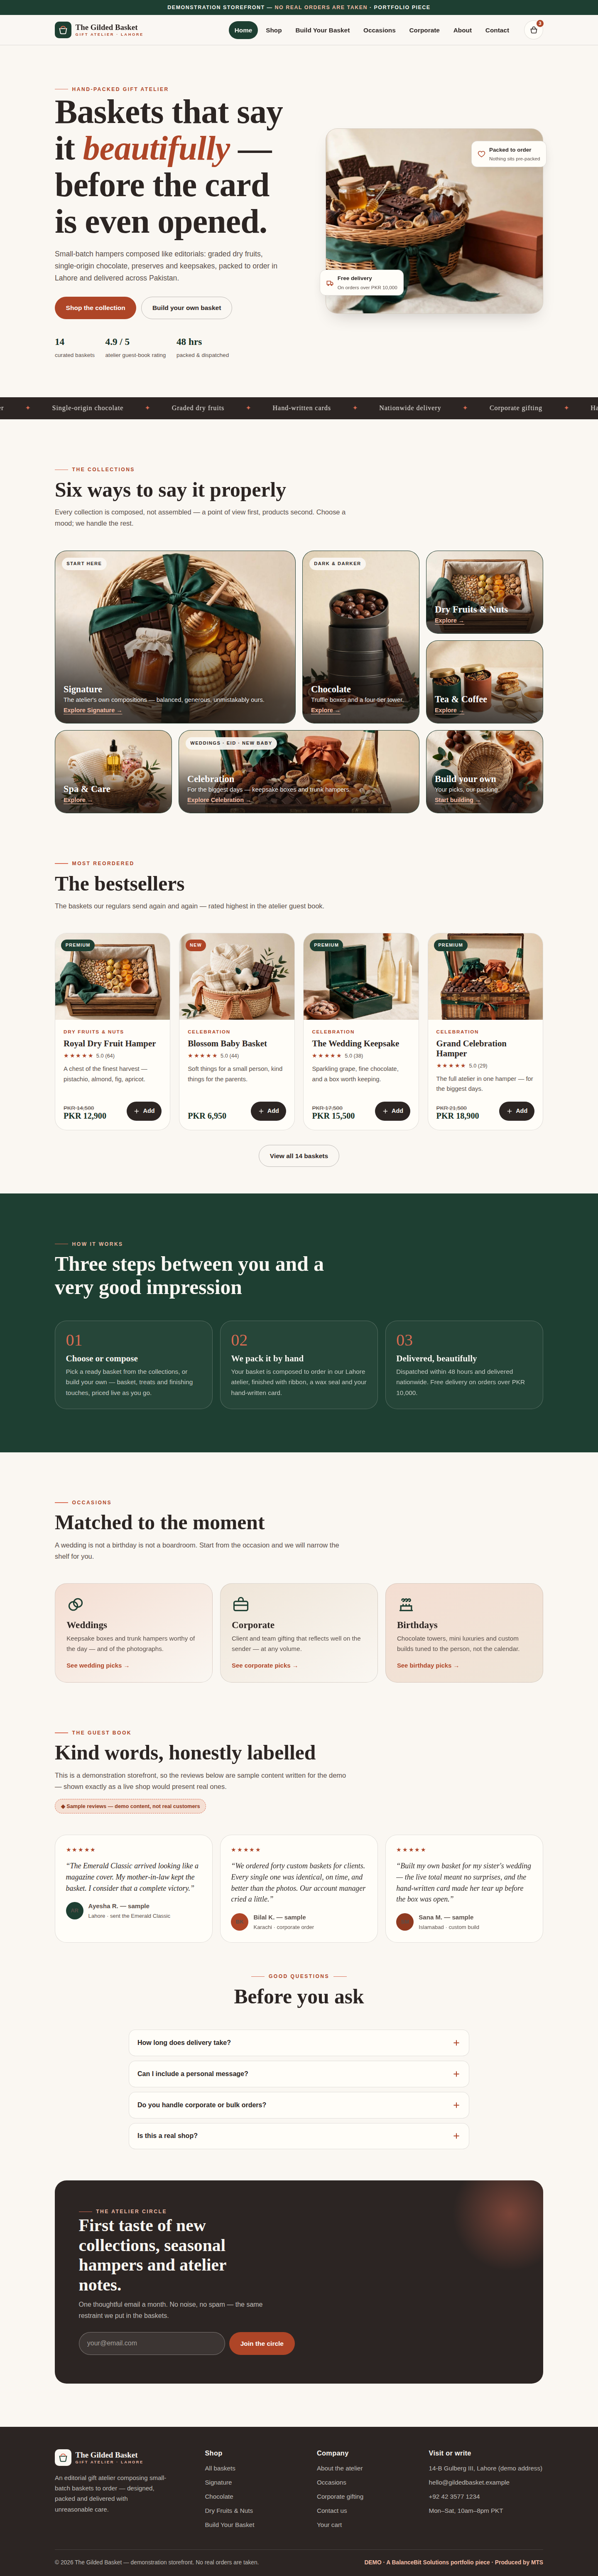 DEMONSTRATION STOREFRONT — NO REAL ORDERS ARE TAKEN · PORTFOLIO PIECE
The Gilded Basket
GIFT ATELIER · LAHORE
Home Shop Build Your Basket Occasions Corporate About Contact
3
HAND-PACKED GIFT ATELIER
Baskets that say
it beautifully —
before the card
is even opened.
Small-batch hampers composed like editorials: graded dry fruits,
single-origin chocolate, preserves and keepsakes, packed to order in
Lahore and delivered across Pakistan.
Shop the collection
Build your own basket
14
curated baskets
4.9 / 5
atelier guest-book rating
48 hrs
packed & dispatched
Packed to order
Nothing sits pre-packed
Free delivery
On orders over PKR 10,000
Single-origin chocolate ✦ Graded dry fruits ✦ Hand-written cards ✦ Nationwide delivery ✦ Corporate gifting ✦
THE COLLECTIONS
Six ways to say it properly
Every collection is composed, not assembled — a point of view first, products second. Choose a
mood; we handle the rest.
START HERE
Signature
The atelier's own compositions — balanced, generous, unmistakably ours.
Explore Signature →
DARK & DARKER
Chocolate
Truffle boxes and a four-tier tower.
Explore →
Dry Fruits & Nuts
Explore →
Tea & Coffee
Explore →
Spa & Care
Explore →
WEDDINGS · EID · NEW BABY
Celebration
For the biggest days — keepsake boxes and trunk hampers.
Explore Celebration →
Build your own
Your picks, our packing.
Start building →
MOST REORDERED
The bestsellers
The baskets our regulars send again and again — rated highest in the atelier guest book.
PREMIUM
DRY FRUITS & NUTS
Royal Dry Fruit Hamper
★★★★★ 5.0 (64)
A chest of the finest harvest —
pistachio, almond, fig, apricot.
PKR 14,500
PKR 12,900
+ Add
NEW
CELEBRATION
Blossom Baby Basket
★★★★★ 5.0 (44)
Soft things for a small person, kind
things for the parents.
PKR 6,950
+ Add
PREMIUM
CELEBRATION
The Wedding Keepsake
★★★★★ 5.0 (38)
Sparkling grape, fine chocolate,
and a box worth keeping.
PKR 17,500
PKR 15,500
+ Add
PREMIUM
CELEBRATION
Grand Celebration
Hamper
★★★★★ 5.0 (29)
The full atelier in one hamper — for
the biggest days.
PKR 21,500
PKR 18,900
+ Add
View all 14 baskets
HOW IT WORKS
Three steps between you and a
very good impression
01
Choose or compose
Pick a ready basket from the collections, or
build your own — basket, treats and finishing
touches, priced live as you go.
02
We pack it by hand
Your basket is composed to order in our Lahore
atelier, finished with ribbon, a wax seal and your
hand-written card.
03
Delivered, beautifully
Dispatched within 48 hours and delivered
nationwide. Free delivery on orders over PKR
10,000.
OCCASIONS
Matched to the moment
A wedding is not a birthday is not a boardroom. Start from the occasion and we will narrow the
shelf for you.
Weddings
Keepsake boxes and trunk hampers worthy of
the day — and of the photographs.
See wedding picks →
Corporate
Client and team gifting that reflects well on the
sender — at any volume.
See corporate picks →
Birthdays
Chocolate towers, mini luxuries and custom
builds tuned to the person, not the calendar.
See birthday picks →
THE GUEST BOOK
Kind words, honestly labelled
This is a demonstration storefront, so the reviews below are sample content written for the demo
— shown exactly as a live shop would present real ones.
◆ Sample reviews — demo content, not real customers
★★★★★
“The Emerald Classic arrived looking like a
magazine cover. My mother-in-law kept the
basket. I consider that a complete victory.”
Ayesha R. — sample
Lahore · sent the Emerald Classic
★★★★★
“We ordered forty custom baskets for clients.
Every single one was identical, on time, and
better than the photos. Our account manager
cried a little.”
Bilal K. — sample
Karachi · corporate order
★★★★★
“Built my own basket for my sister's wedding
— the live total meant no surprises, and the
hand-written card made her tear up before
the box was open.”
Sana M. — sample
Islamabad · custom build
GOOD QUESTIONS
Before you ask
How long does delivery take? +
Can I include a personal message? +
Do you handle corporate or bulk orders? +
Is this a real shop? +
THE ATELIER CIRCLE
First taste of new
collections, seasonal
hampers and atelier
notes.
One thoughtful email a month. No noise, no spam — the same
restraint we put in the baskets.
your@email.com
Join the circle
The Gilded Basket
GIFT ATELIER · LAHORE
An editorial gift atelier composing small-
batch baskets to order — designed,
packed and delivered with
unreasonable care.
Shop
All baskets
Signature
Chocolate
Dry Fruits & Nuts
Build Your Basket
Company
About the atelier
Occasions
Corporate gifting
Contact us
Your cart
Visit or write
14-B Gulberg III, Lahore (demo address)
hello@gildedbasket.example
+92 42 3577 1234
Mon–Sat, 10am–8pm PKT
© 2026 The Gilded Basket — demonstration storefront. No real orders are taken.
DEMO · A BalanceBit Solutions portfolio piece · Produced by MTS